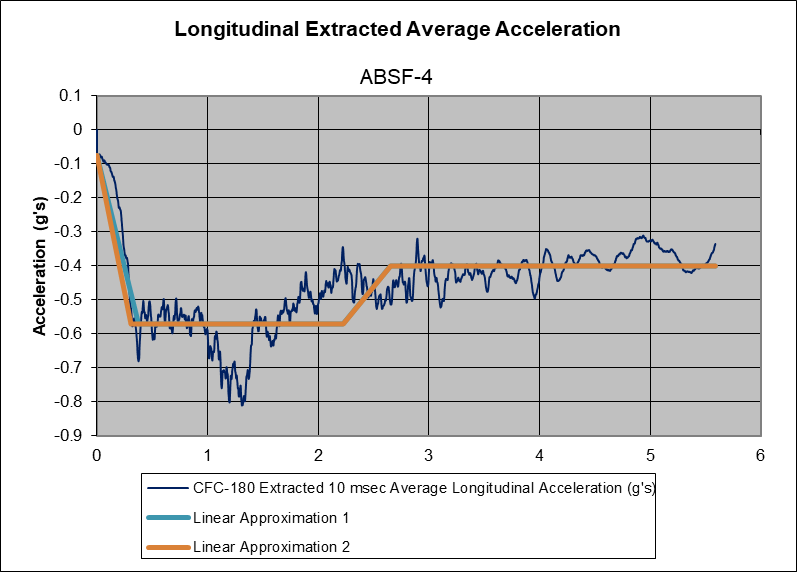 Longitudinal Extracted Average Acceleration
ABSF-4
0.1
0
-0.1
-0.2
-0.3
-0.4
-0.5
-0.6
-0.7
-0.8
-0.9
Acceleration (g's)
0 1 2 3 4 5 6
CFC-180 Extracted 10 msec Average Longitudinal Acceleration (g's)
Linear Approximation 1
Linear Approximation 2